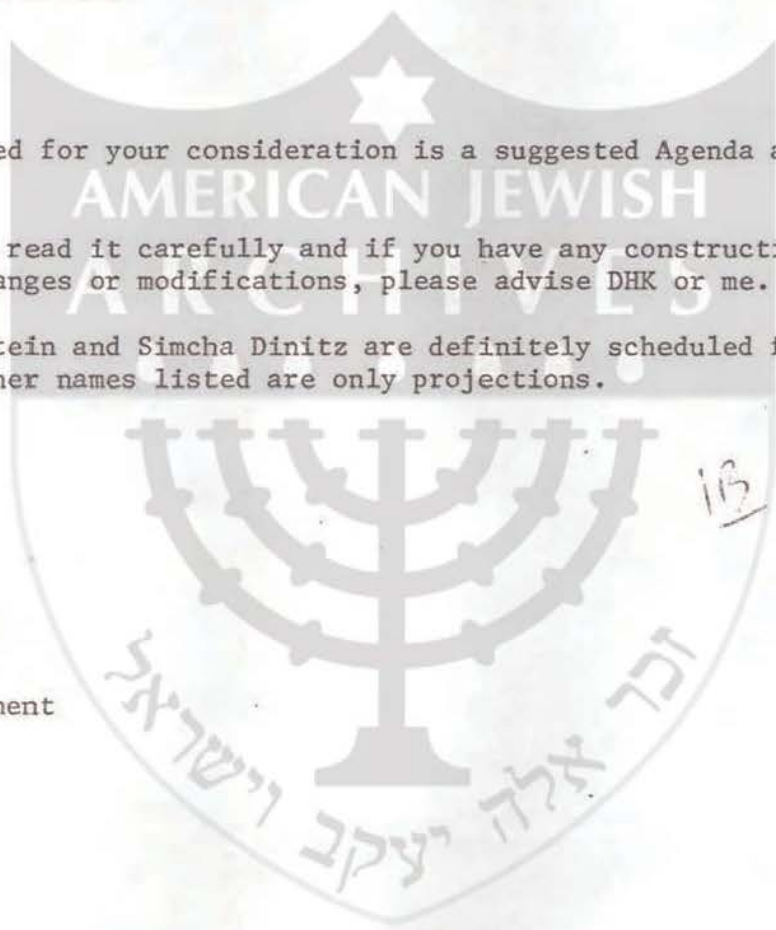 ed for your consideration is a suggested Agenda a
AMERICAN JEWISH
read it carefully and if you have any constructi
anges or modifications, please advise DHK or me.
ARCHIVES
tein and Simcha Dinitz are definitely scheduled i
her names listed are only projections.
IB
ment
זכר אלה יעקב וישראל